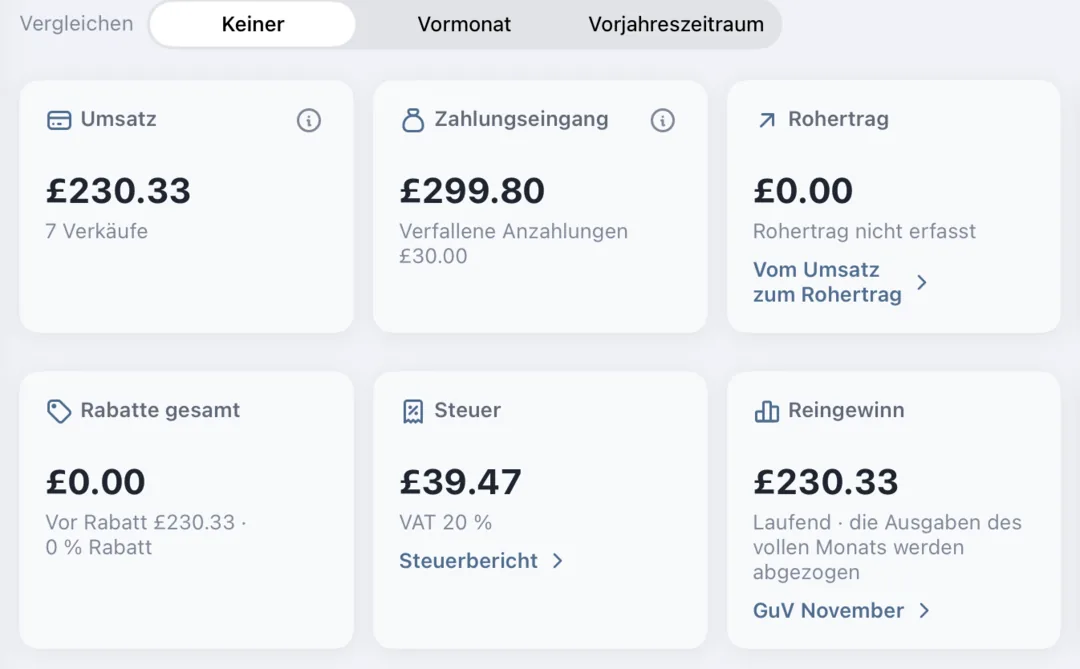 Vergleichen Keiner Vormonat Vorjahreszeitraum
Umsatz
£230.33
7 Verkäufe
Zahlungseingang
£299.80
Verfallene Anzahlungen
£30.00
Rohertrag
£0.00
Rohertrag nicht erfasst
Vom Umsatz
zum Rohertrag
Rabatte gesamt
£0.00
Vor Rabatt £230.33 ·
0 % Rabatt
Steuer
£39.47
VAT 20 %
Steuerbericht
Reingewinn
£230.33
Laufend · die Ausgaben des
vollen Monats werden
abgezogen
GuV November